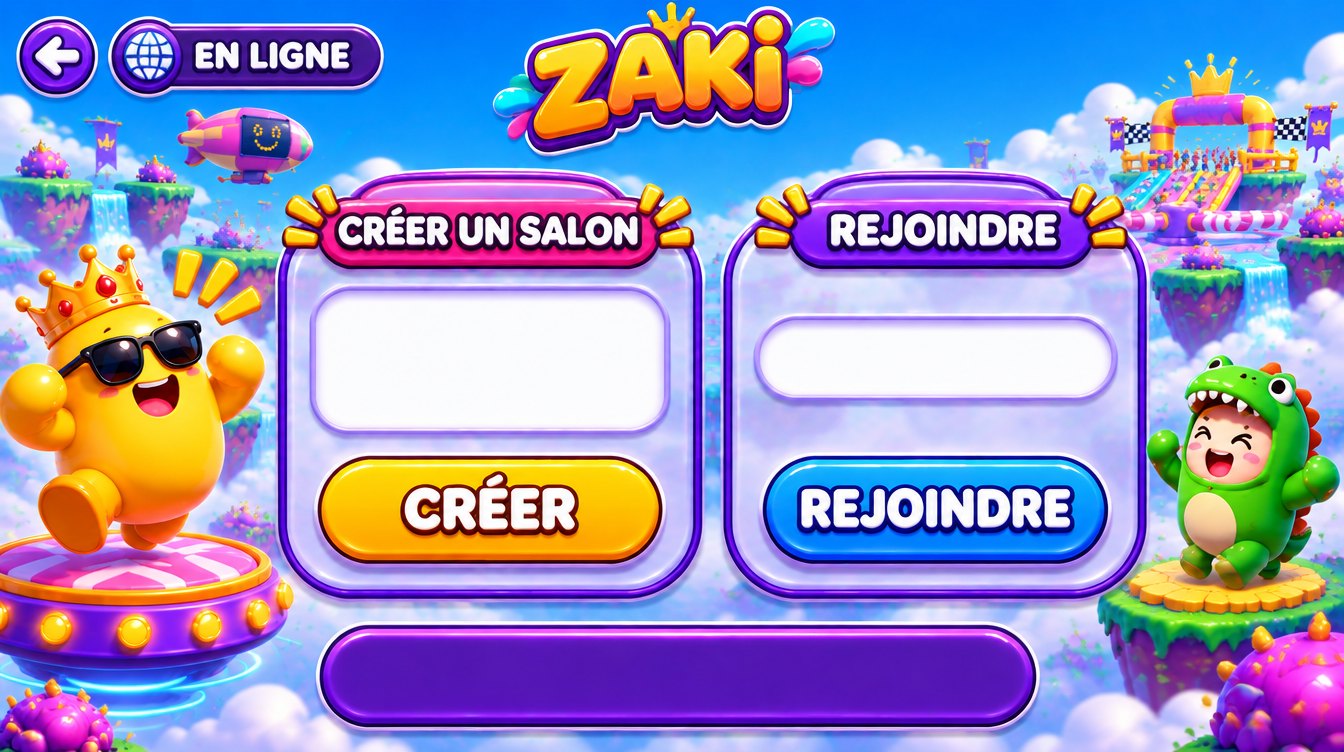 EN LIGNE
ZAKI
CRÉER UN SALON
REJOINDRE
CRÉER
REJOINDRE